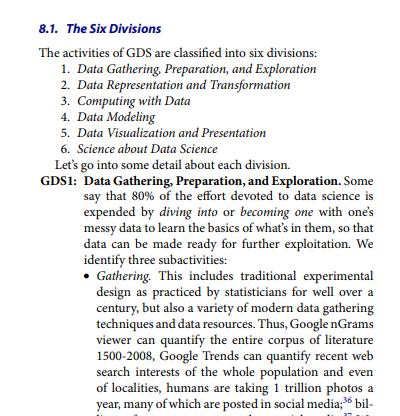 8.1. The Six Divisions
The activities of GDS are classified into six divisions:
1. Data Gathering, Preparation, and Exploration
2. Data Representation and Transformation
3. Computing with Data
4. Data Modeling
5. Data Visualization and Presentation
6. Science about Data Science
Let's go into some detail about each division.
GDS1: Data Gathering, Preparation, and Exploration. Some
say that 80% of the effort devoted to data science is
expended by diving into or becoming one with one's
messy data to learn the basics of what's in them, so that
data can be made ready for further exploitation. We
identify three subactivities:
• Gathering. This includes traditional experimental
design as practiced by statisticians for well over a
century, but also a variety of modern data gathering
techniques and data resources. Thus, Google nGrams
viewer can quantify the entire corpus of literature
1500-2008, Google Trends can quantify recent web
search interests of the whole population and even
of localities, humans are taking 1 trillion photos a
year, many of which are posted in social media;36 bil-